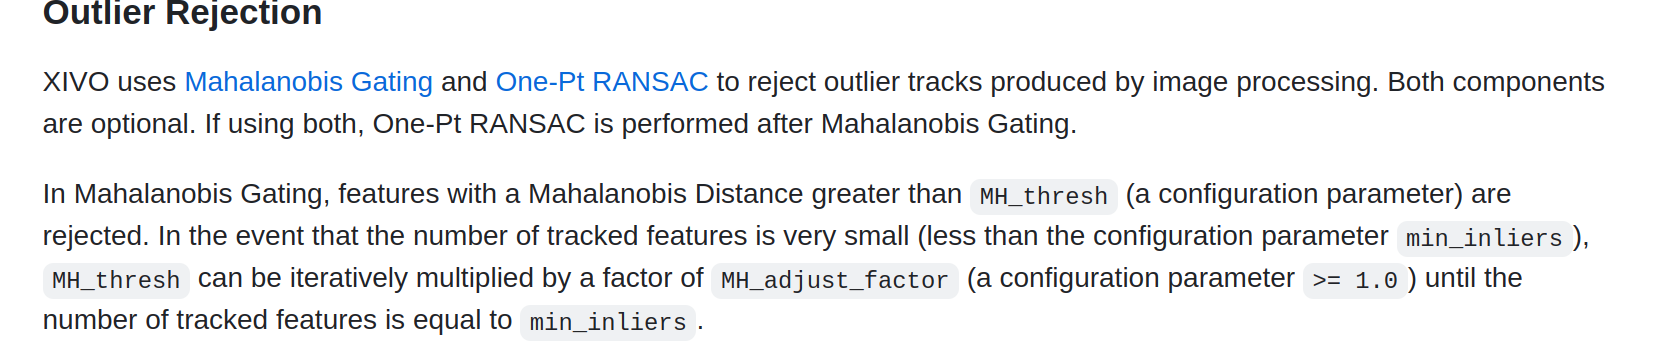 Outlier Rejection
XIVO uses Mahalanobis Gating and One-Pt RANSAC to reject outlier tracks produced by image processing. Both components
are optional. If using both, One-Pt RANSAC is performed after Mahalanobis Gating.
In Mahalanobis Gating, features with a Mahalanobis Distance greater than MH_thresh (a configuration parameter) are
rejected. In the event that the number of tracked features is very small (less than the configuration parameter min_inliers),
MH_thresh can be iteratively multiplied by a factor of MH_adjust_factor (a configuration parameter >= 1.0) until the
number of tracked features is equal to min_inliers.